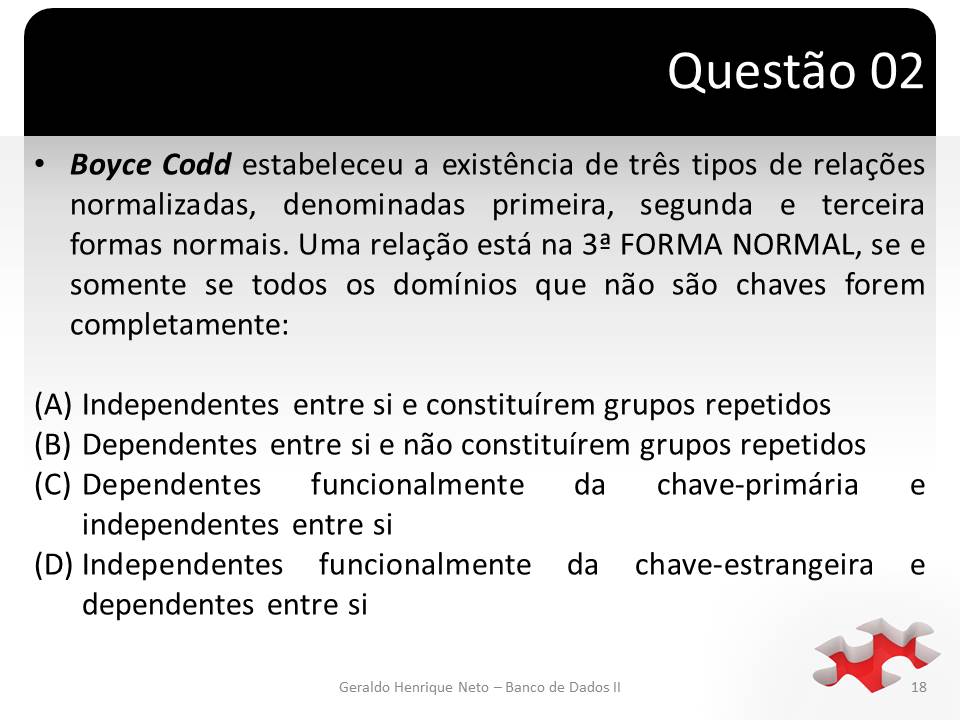 Questão 02
• Boyce Codd estabeleceu a existência de três tipos de relações
normalizadas, denominadas primeira, segunda e terceira
formas normais. Uma relação está na 3ª FORMA NORMAL, se e
somente se todos os domínios que não são chaves forem
completamente:
(A) Independentes entre si e constituírem grupos repetidos
(B) Dependentes entre si e não constituírem grupos repetidos
(C) Dependentes funcionalmente da chave-primária e
independentes entre si
(D) Independentes funcionalmente da chave-estrangeira e
dependentes entre si
Geraldo Henrique Neto – Banco de Dados II
18